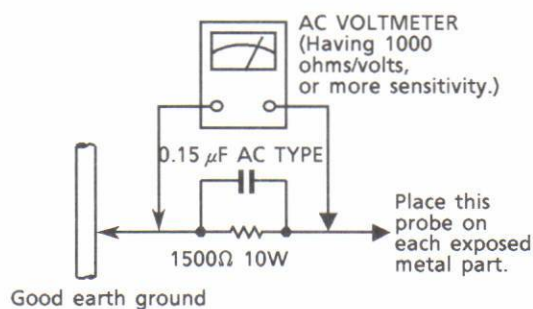 AC VOLTMETER
(Having 1000
ohms/volts,
or more sensitivity.)
0.15 μF AC TYPE
1500Ω 10W
Place this
probe on
each exposed
metal part.
Good earth ground